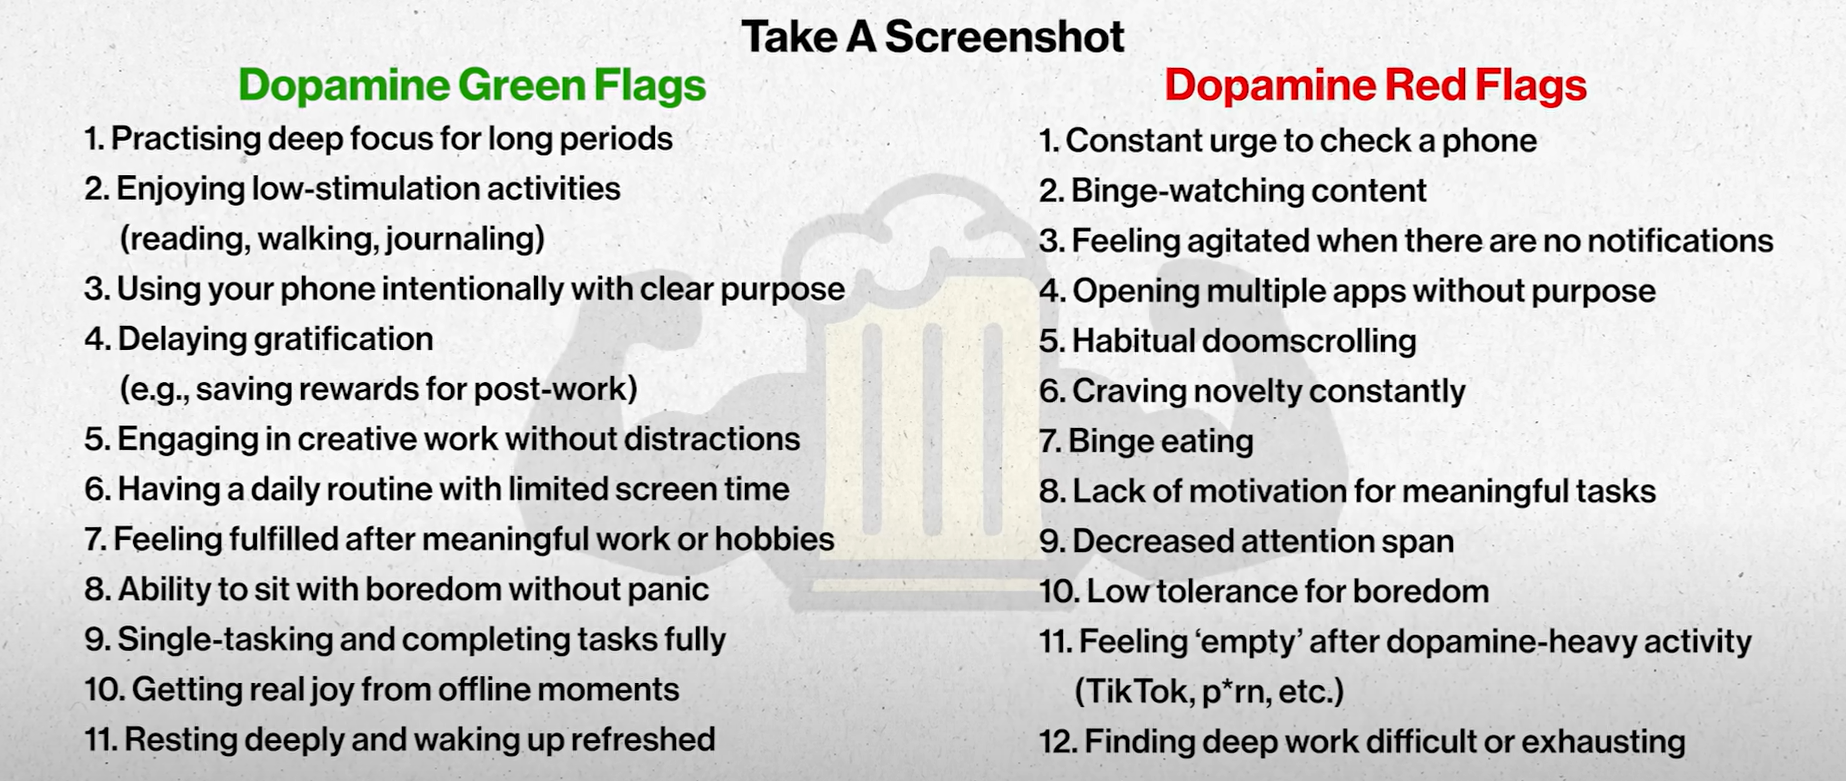 Take A Screenshot
Dopamine Green Flags
1. Practising deep focus for long periods
2. Enjoying low-stimulation activities
(reading, walking, journaling)
3. Using your phone intentionally with clear purpose
4. Delaying gratification
(e.g., saving rewards for post-work)
5. Engaging in creative work without distractions
6. Having a daily routine with limited screen time
7. Feeling fulfilled after meaningful work or hobbies
8. Ability to sit with boredom without panic
9. Single-tasking and completing tasks fully
10. Getting real joy from offline moments
11. Resting deeply and waking up refreshed
Dopamine Red Flags
1. Constant urge to check a phone
2. Binge-watching content
3. Feeling agitated when there are no notifications
4. Opening multiple apps without purpose
5. Habitual doomscrolling
6. Craving novelty constantly
7. Binge eating
8. Lack of motivation for meaningful tasks
9. Decreased attention span
10. Low tolerance for boredom
11. Feeling ‘empty’ after dopamine-heavy activity
(TikTok, p*rn, etc.)
12. Finding deep work difficult or exhausting